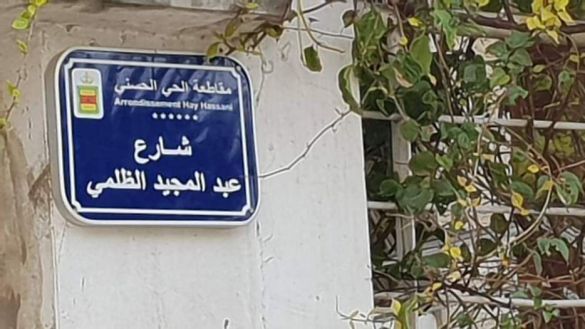 مقاطعة الحي الحسني
Arrondissement Hay Hassani
شارع
عبد المجيد الظلمي